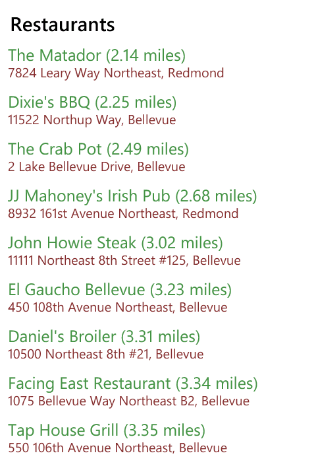 Restaurants
The Matador (2.14 miles)
7824 Leary Way Northeast, Redmond
Dixie's BBQ (2.25 miles)
11522 Northup Way, Bellevue
The Crab Pot (2.49 miles)
2 Lake Bellevue Drive, Bellevue
JJ Mahoney's Irish Pub (2.68 miles)
8932 161st Avenue Northeast, Redmond
John Howie Steak (3.02 miles)
11111 Northeast 8th Street #125, Bellevue
El Gaucho Bellevue (3.23 miles)
450 108th Avenue Northeast, Bellevue
Daniel's Broiler (3.31 miles)
10500 Northeast 8th #21, Bellevue
Facing East Restaurant (3.34 miles)
1075 Bellevue Way Northeast B2, Bellevue
Tap House Grill (3.35 miles)
550 106th Avenue Northeast, Bellevue